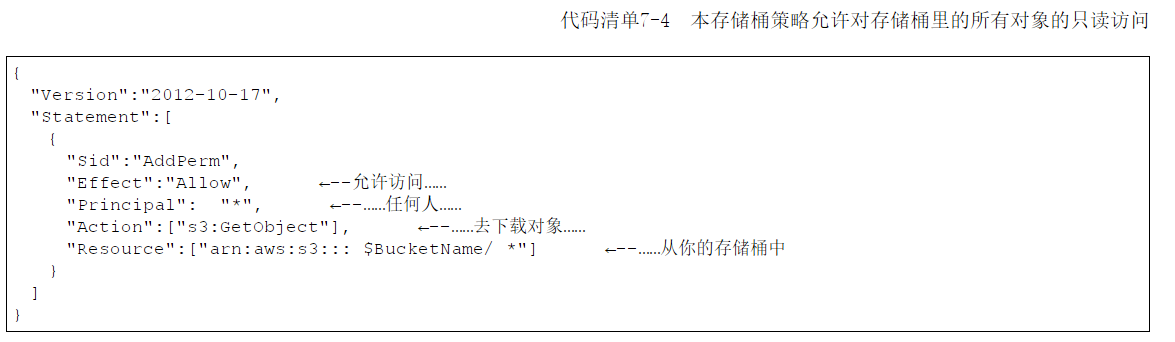 代码清单7-4  本存储桶策略允许对存储桶里的所有对象的只读访问
{
  "Version":"2012-10-17",
  "Statement":[
    {
      "Sid":"AddPerm",
      "Effect":"Allow",      ←--允许访问……
      "Principal":  "*",      ←--……任何人……
      "Action":["s3:GetObject"],      ←--……去下载对象……
      "Resource":["arn:aws:s3::: $BucketName/ *"]      ←--……从你的存储桶中
    }
  ]
}